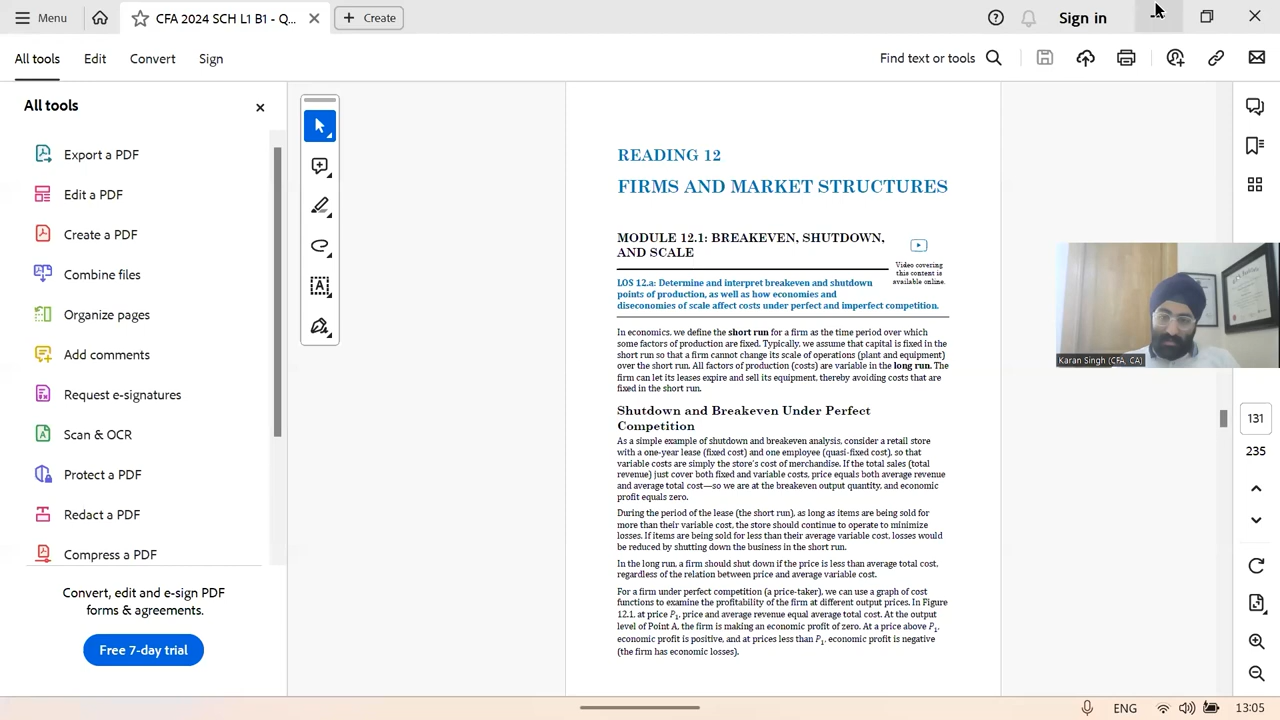 Menu
CFA 2024 SCH L1 B1 - Q...
Create
Sign in
All tools
Edit
Convert
Sign
Find text or tools
All tools
Export a PDF
Edit a PDF
Create a PDF
Combine files
Organize pages
Add comments
Request e-signatures
Scan & OCR
Protect a PDF
Redact a PDF
Compress a PDF
Convert, edit and e-sign PDF
forms & agreements.
Free 7-day trial
READING 12
FIRMS AND MARKET STRUCTURES
MODULE 12.1: BREAKEVEN, SHUTDOWN,
AND SCALE
Video covering
this content is
available online.
LOS 12.a: Determine and interpret breakeven and shutdown
points of production, as well as how economies and
diseconomies of scale affect costs under perfect and imperfect competition.
In economics, we define the short run for a firm as the time period over which
some factors of production are fixed. Typically, we assume that capital is fixed in the
short run so that a firm cannot change its scale of operations (plant and equipment)
over the short run. All factors of production (costs) are variable in the long run. The
firm can let its leases expire and sell its equipment, thereby avoiding costs that are
fixed in the short run.
Shutdown and Breakeven Under Perfect
Competition
As a simple example of shutdown and breakeven analysis, consider a retail store
with a one-year lease (fixed cost) and one employee (quasi-fixed cost), so that
variable costs are simply the store's cost of merchandise. If the total sales (total
revenue) just cover both fixed and variable costs, price equals both average revenue
and average total cost—so we are at the breakeven output quantity, and economic
profit equals zero.
During the period of the lease (the short run), as long as items are being sold for
more than their variable cost, the store should continue to operate to minimize
losses. If items are being sold for less than their average variable cost, losses would
be reduced by shutting down the business in the short run.
In the long run, a firm should shut down if the price is less than average total cost,
regardless of the relation between price and average variable cost.
For a firm under perfect competition (a price-taker), we can use a graph of cost
functions to examine the profitability of the firm at different output prices. In Figure
12.1, at price P1, price and average revenue equal average total cost. At the output
level of Point A, the firm is making an economic profit of zero. At a price above P1,
economic profit is positive, and at prices less than P1, economic profit is negative
(the firm has economic losses).
Karan Singh (CFA, CA)
131
235
ENG
13:05